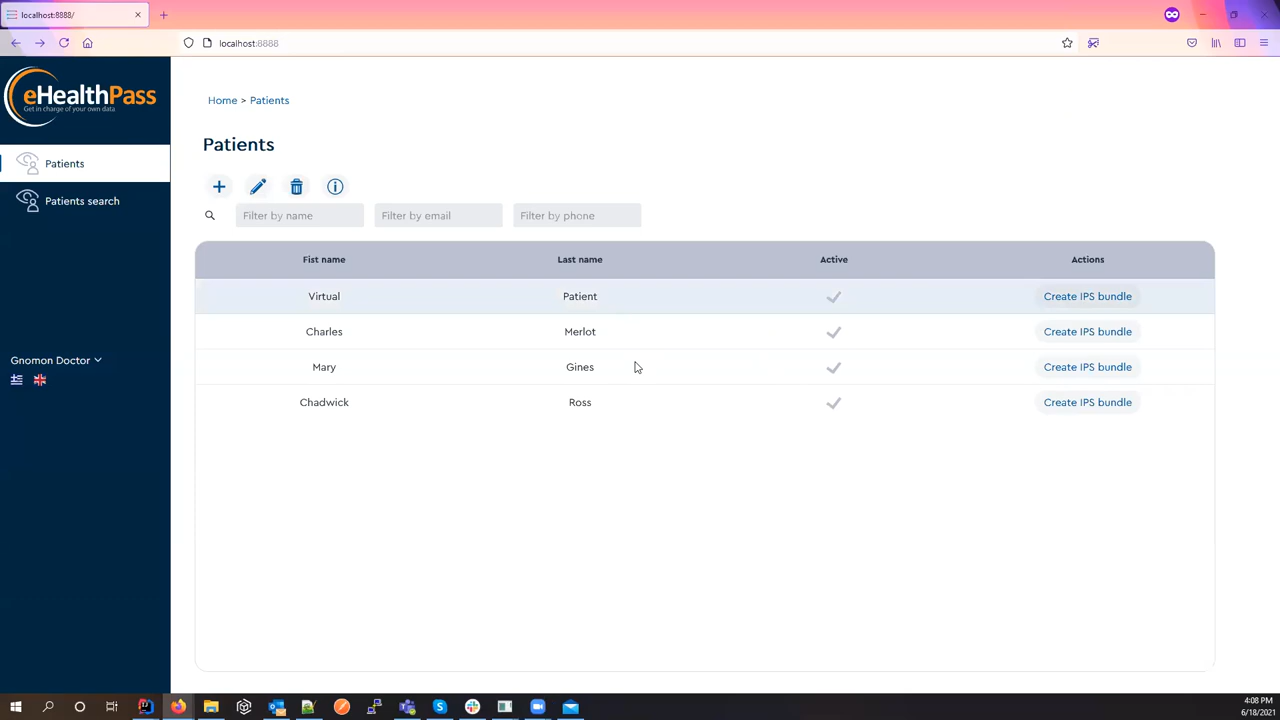 localhost:8888/
localhost:8888
eHealthPass
Get in charge of your own data
Patients
Patients search
Gnomon Doctor
Home > Patients
Patients
Filter by name Filter by email Filter by phone
Fist name Last name Active Actions
Virtual Patient Create IPS bundle
Charles Merlot Create IPS bundle
Mary Gines Create IPS bundle
Chadwick Ross Create IPS bundle
4:08 PM
6/18/2021